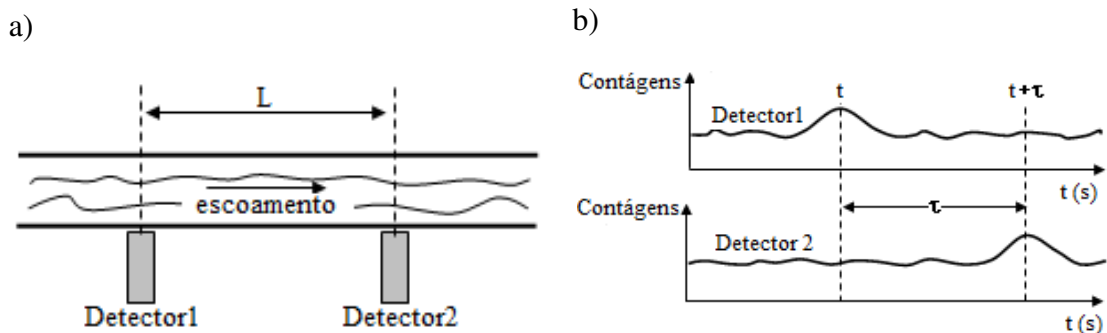 a)
L
escoamento
Detector1
Detector2
b)
Contágens
t
t+τ
Detector1
t (s)
Contágens
τ
t (s)
Detector 2
t (s)